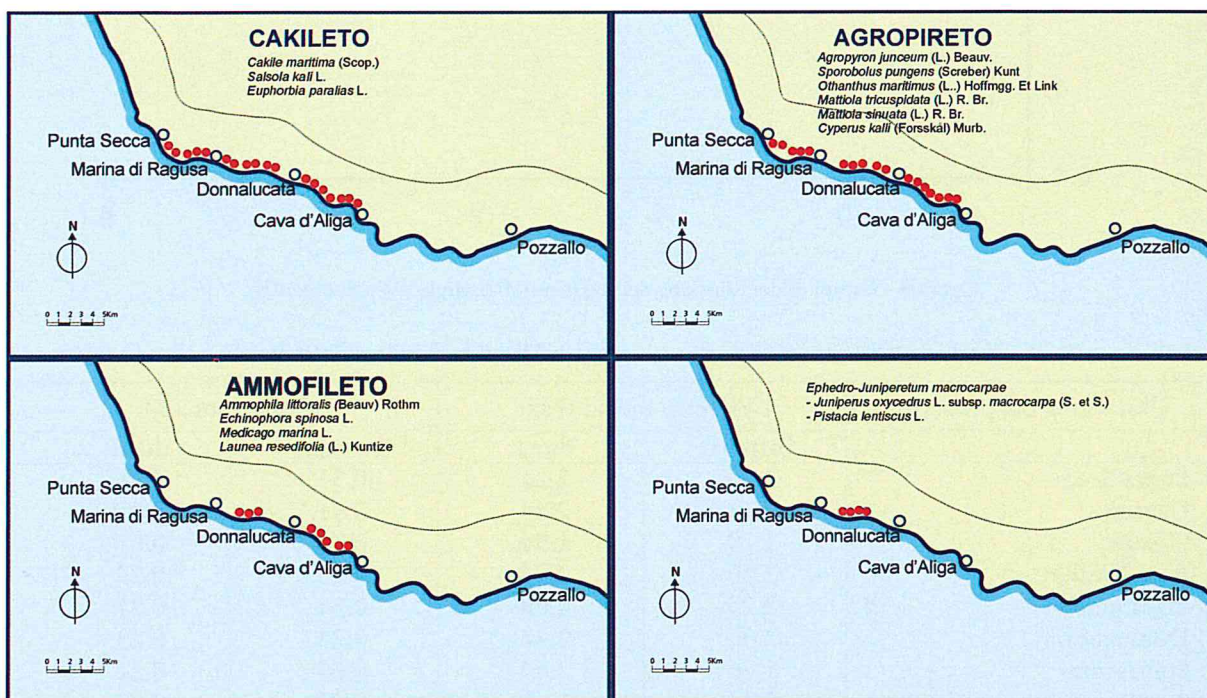 CAKILETO
Cakile maritima (Scop.)
Salsola kali L.
Euphorbia paralias L.
Punta Secca
Marina di Ragusa
Donnalucata
Cava d'Aliga
Pozzallo
N
0 1 2 3 4 5Km
AGROPIRETO
Agropyron junceum (L.) Beauv.
Sporobolus pungens (Screber) Kunt
Othanthus maritimus (L..) Hoffmgg. Et Link
Mattiola tricuspidata (L.) R. Br.
Mattiola sinuata (L.) R. Br.
Cyperus kalli (Forsskál) Murb.
Punta Secca
Marina di Ragusa
Donnalucata
Cava d'Aliga
Pozzallo
N
0 1 2 3 4 5Km
AMMOFILETO
Ammophila littoralis (Beauv) Rothm
Echinophora spinosa L.
Medicago marina L.
Launea resedifolia (L.) Kuntize
Punta Secca
Marina di Ragusa
Donnalucata
Cava d'Aliga
Pozzallo
N
0 1 2 3 4 5Km
Ephedro-Juniperetum macrocarpae
- Juniperus oxycedrus L. subsp. macrocarpa (S. et S.)
- Pistacia lentiscus L.
Punta Secca
Marina di Ragusa
Donnalucata
Cava d'Aliga
Pozzallo
N
0 1 2 3 4 5Km